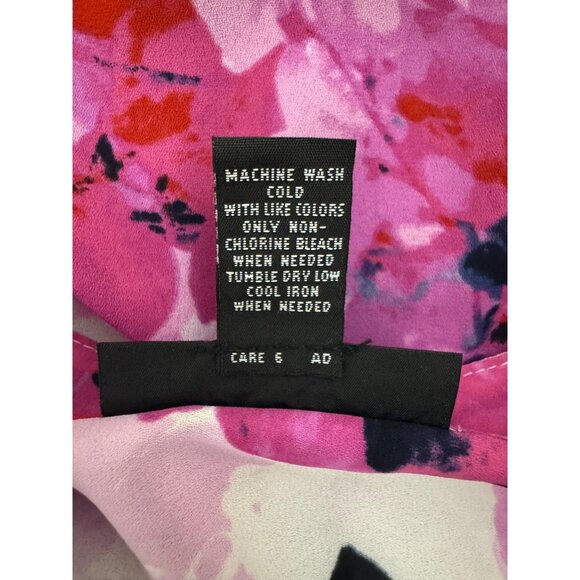 MACHINE WASH
COLD
WITH LIKE COLORS
ONLY NON-
CHLORINE BLEACH
WHEN NEEDED
TUMBLE DRY LOW
COOL IRON
WHEN NEEDED
CARE 6 AD